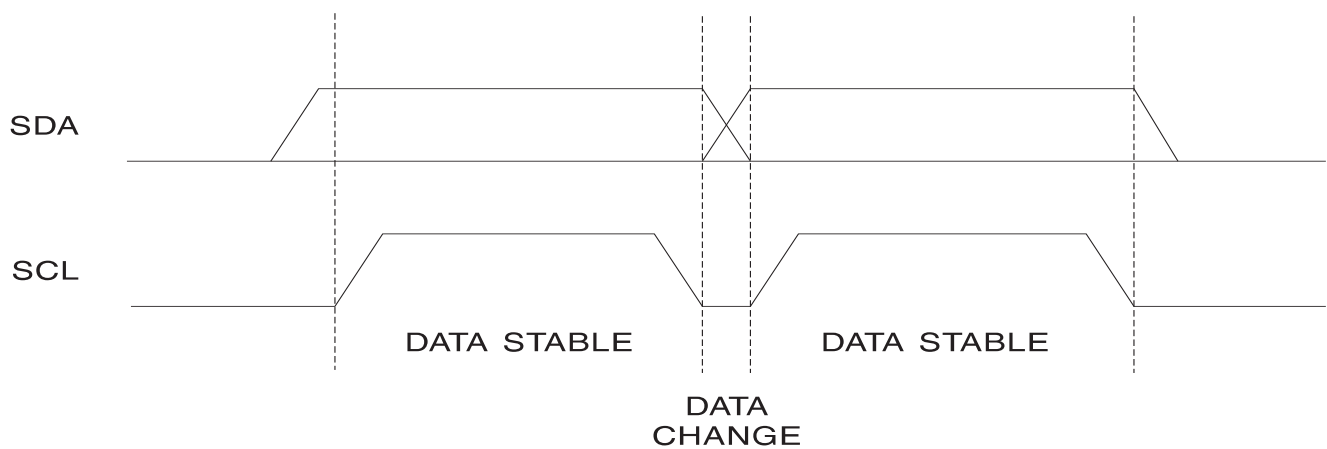 SDA
SCL
DATA STABLE
DATA STABLE
DATA
CHANGE